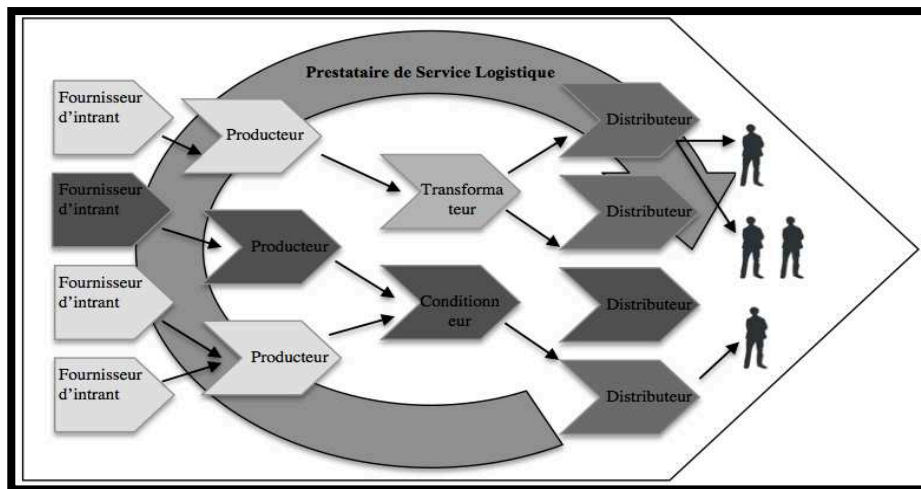 Prestataire de Service Logistique
Fournisseur
d'intrant
Producteur
Distributeur
Fournisseur
d'intrant
Transforma
teur
Distributeur
Producteur
Fournisseur
d'intrant
Conditionn
eur
Distributeur
Producteur
Fournisseur
d'intrant
Distributeur